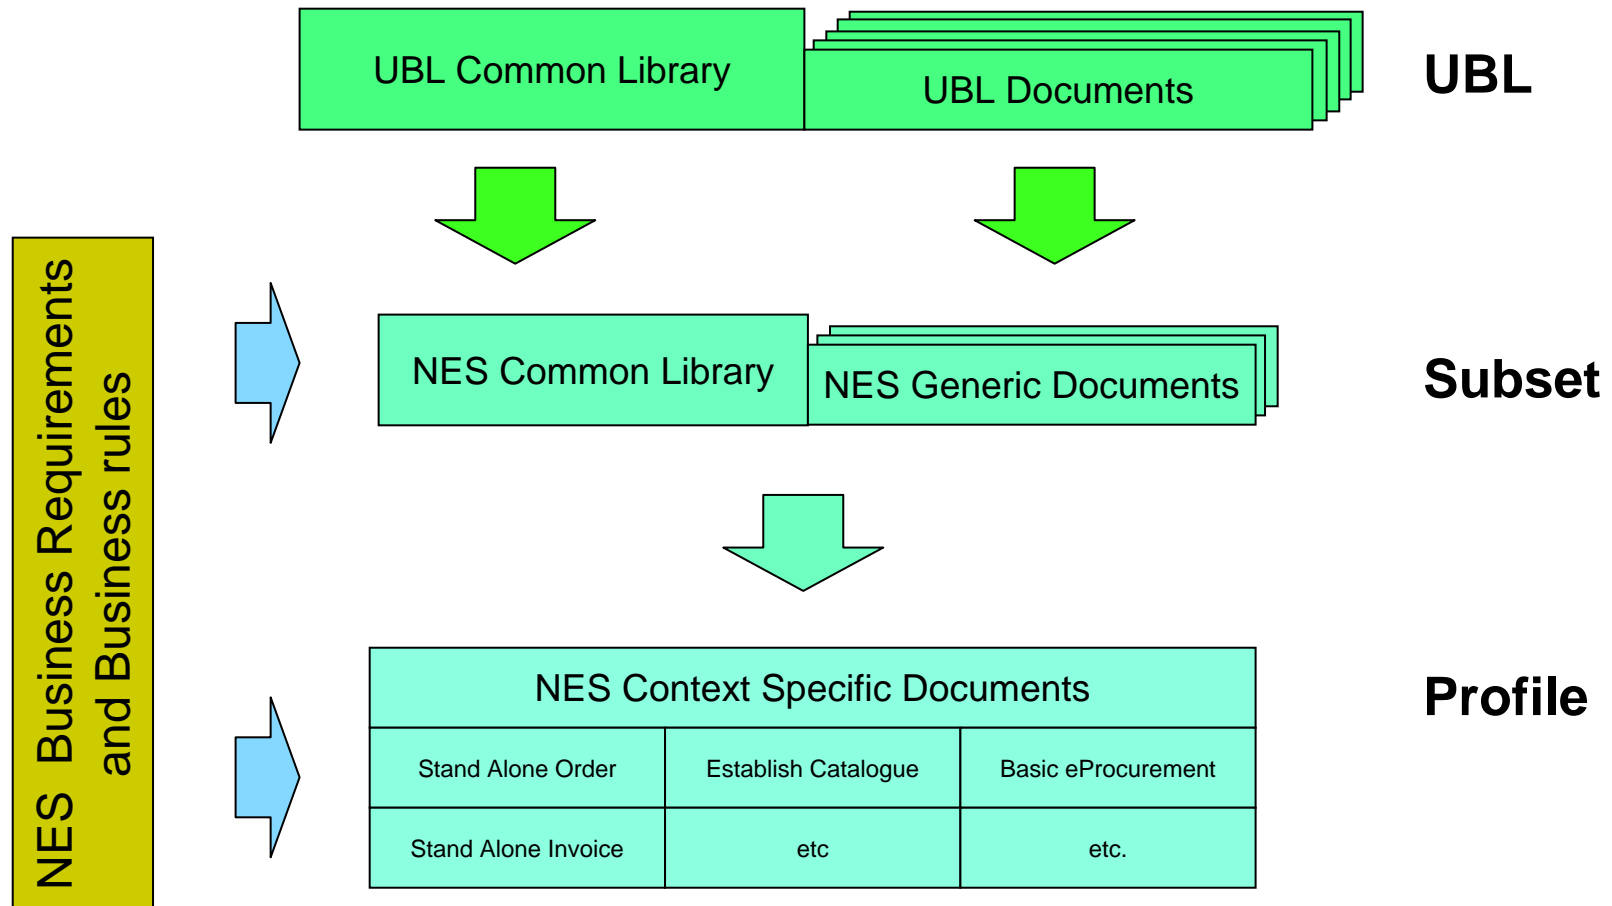 UBL Common Library
UBL Documents
UBL
NES Business Requirements
and Business rules
NES Common Library
NES Generic Documents
Subset
NES Context Specific Documents
Profile
Stand Alone Order
Establish Catalogue
Basic eProcurement
Stand Alone Invoice
etc
etc.